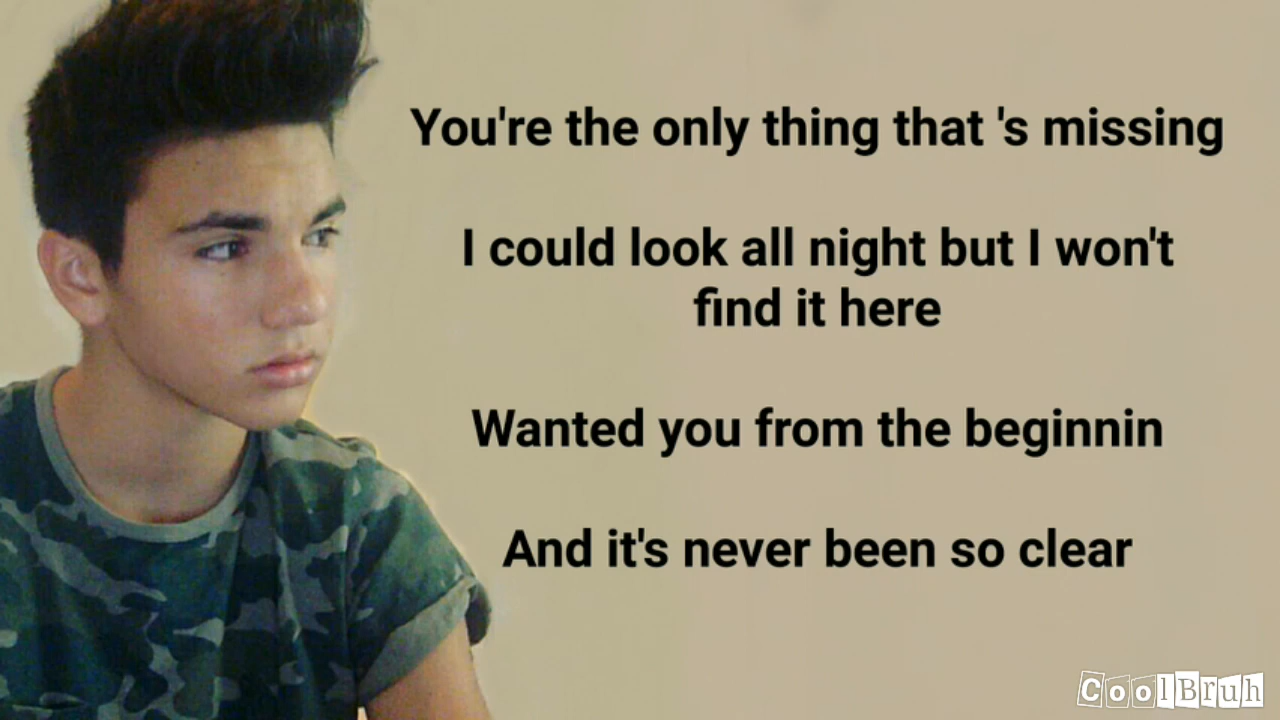 You're the only thing that 's missing
I could look all night but I won't
find it here
Wanted you from the beginnin
And it's never been so clear
CoolBruh